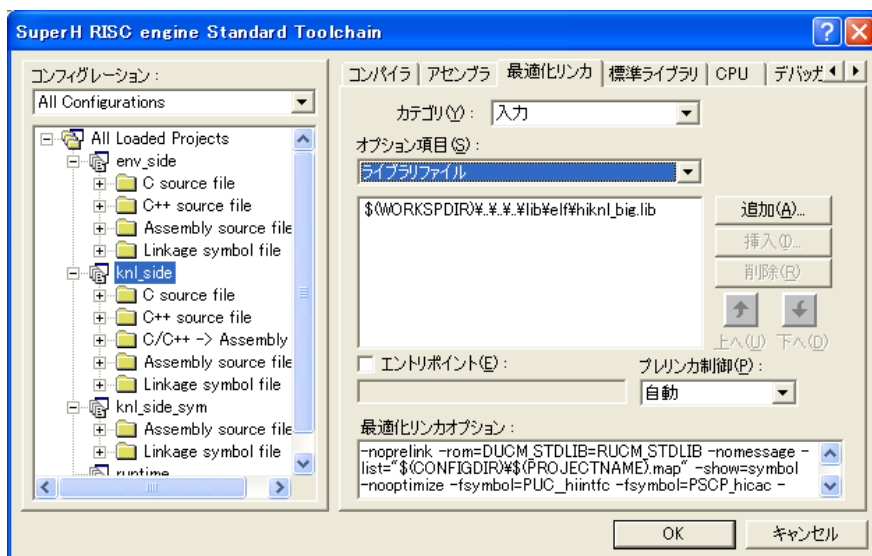 SuperH RISC engine Standard Toolchain
コンフィグレーション :
All Configurations
All Loaded Projects
env_side
C source file
C++ source file
Assembly source file
Linkage symbol file
knl_side
C source file
C++ source file
C/C++ -> Assembly
Assembly source file
Linkage symbol file
knl_side_sym
Assembly source file
Linkage symbol file
runtime
コンパイラ
アセンブラ
最適化リンカ
標準ライブラリ
CPU
デバッガ
カテゴリ(Y) :
入力
オプション項目(S) :
ライブラリファイル
$(WORKSPDIR)¥..¥..¥..¥lib¥elf¥hiknl_big.lib
追加(A)...
挿入(I)...
削除(R)
上へ(U)
下へ(D)
エントリポイント(E) :
プレリンカ制御(P) :
自動
最適化リンカオプション :
-noprelink -rom=DUCM_STDLIB=RUCM_STDLIB -nomessage -
list="$(CONFIGDIR)¥$(PROJECTNAME).map" -show=symbol
-nooptimize -fsymbol=PUC_hiintfc -fsymbol=PSCP_hicac -
OK
キャンセル